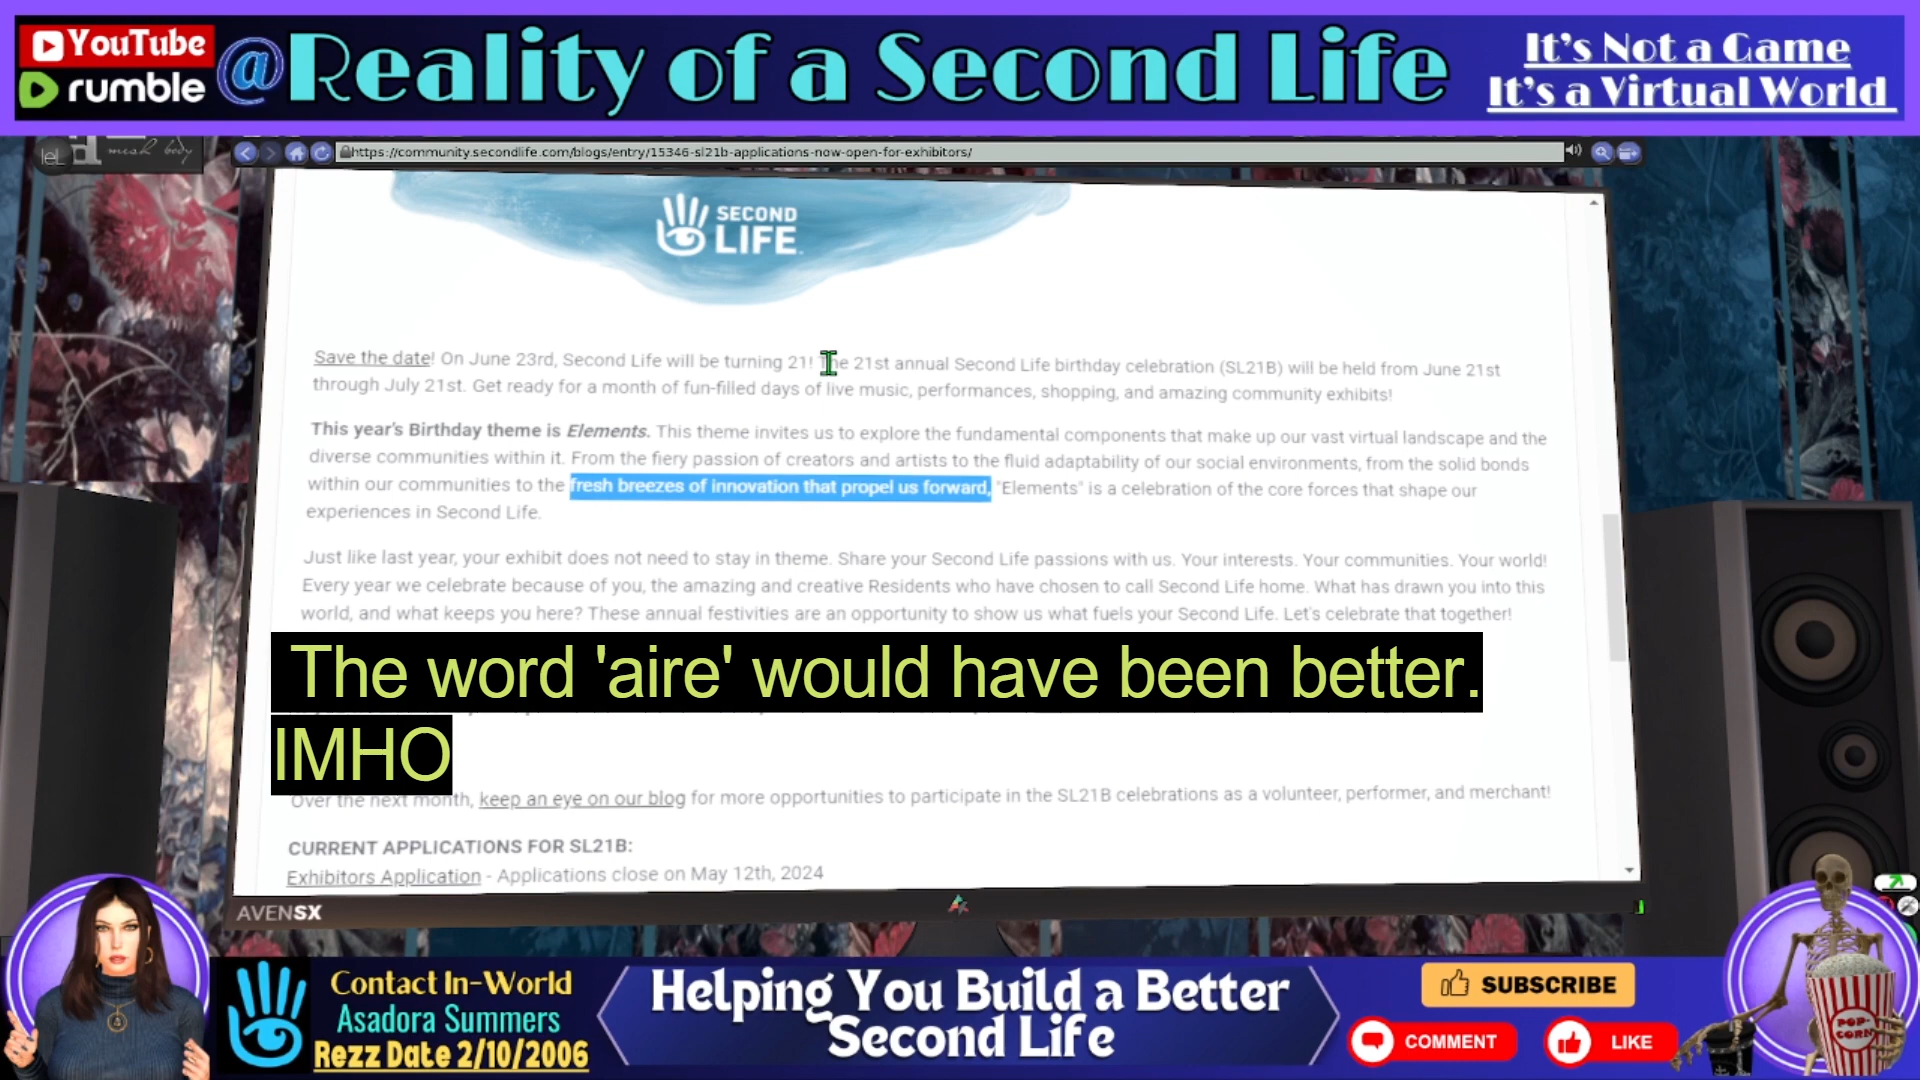 YouTube
rumble
@Reality of a Second Life
It's Not a Game
It's a Virtual World
leL
mesh body
https://community.secondlife.com/blogs/entry/15346-sl21b-applications-now-open-for-exhibitors/
SECOND
LIFE
Save the date! On June 23rd, Second Life will be turning 21! The 21st annual Second Life birthday celebration (SL21B) will be held from June 21st
through July 21st. Get ready for a month of fun-filled days of live music, performances, shopping, and amazing community exhibits!
This year's Birthday theme is Elements. This theme invites us to explore the fundamental components that make up our vast virtual landscape and the
diverse communities within it. From the fiery passion of creators and artists to the fluid adaptability of our social environments, from the solid bonds
within our communities to the fresh breezes of innovation that propel us forward, "Elements" is a celebration of the core forces that shape our
experiences in Second Life.
Just like last year, your exhibit does not need to stay in theme. Share your Second Life passions with us. Your interests. Your communities. Your world!
Every year we celebrate because of you, the amazing and creative Residents who have chosen to call Second Life home. What has drawn you into this
world, and what keeps you here? These annual festivities are an opportunity to show us what fuels your Second Life. Let's celebrate that together!
The word 'aire' would have been better.
IMHO
Over the next month, keep an eye on our blog for more opportunities to participate in the SL21B celebrations as a volunteer, performer, and merchant!
CURRENT APPLICATIONS FOR SL21B:
Exhibitors Application - Applications close on May 12th, 2024
AVENSX
Contact In-World
Asadora Summers
Rezz Date 2/10/2006
Helping You Build a Better
Second Life
SUBSCRIBE
COMMENT
LIKE
POP-
CORN